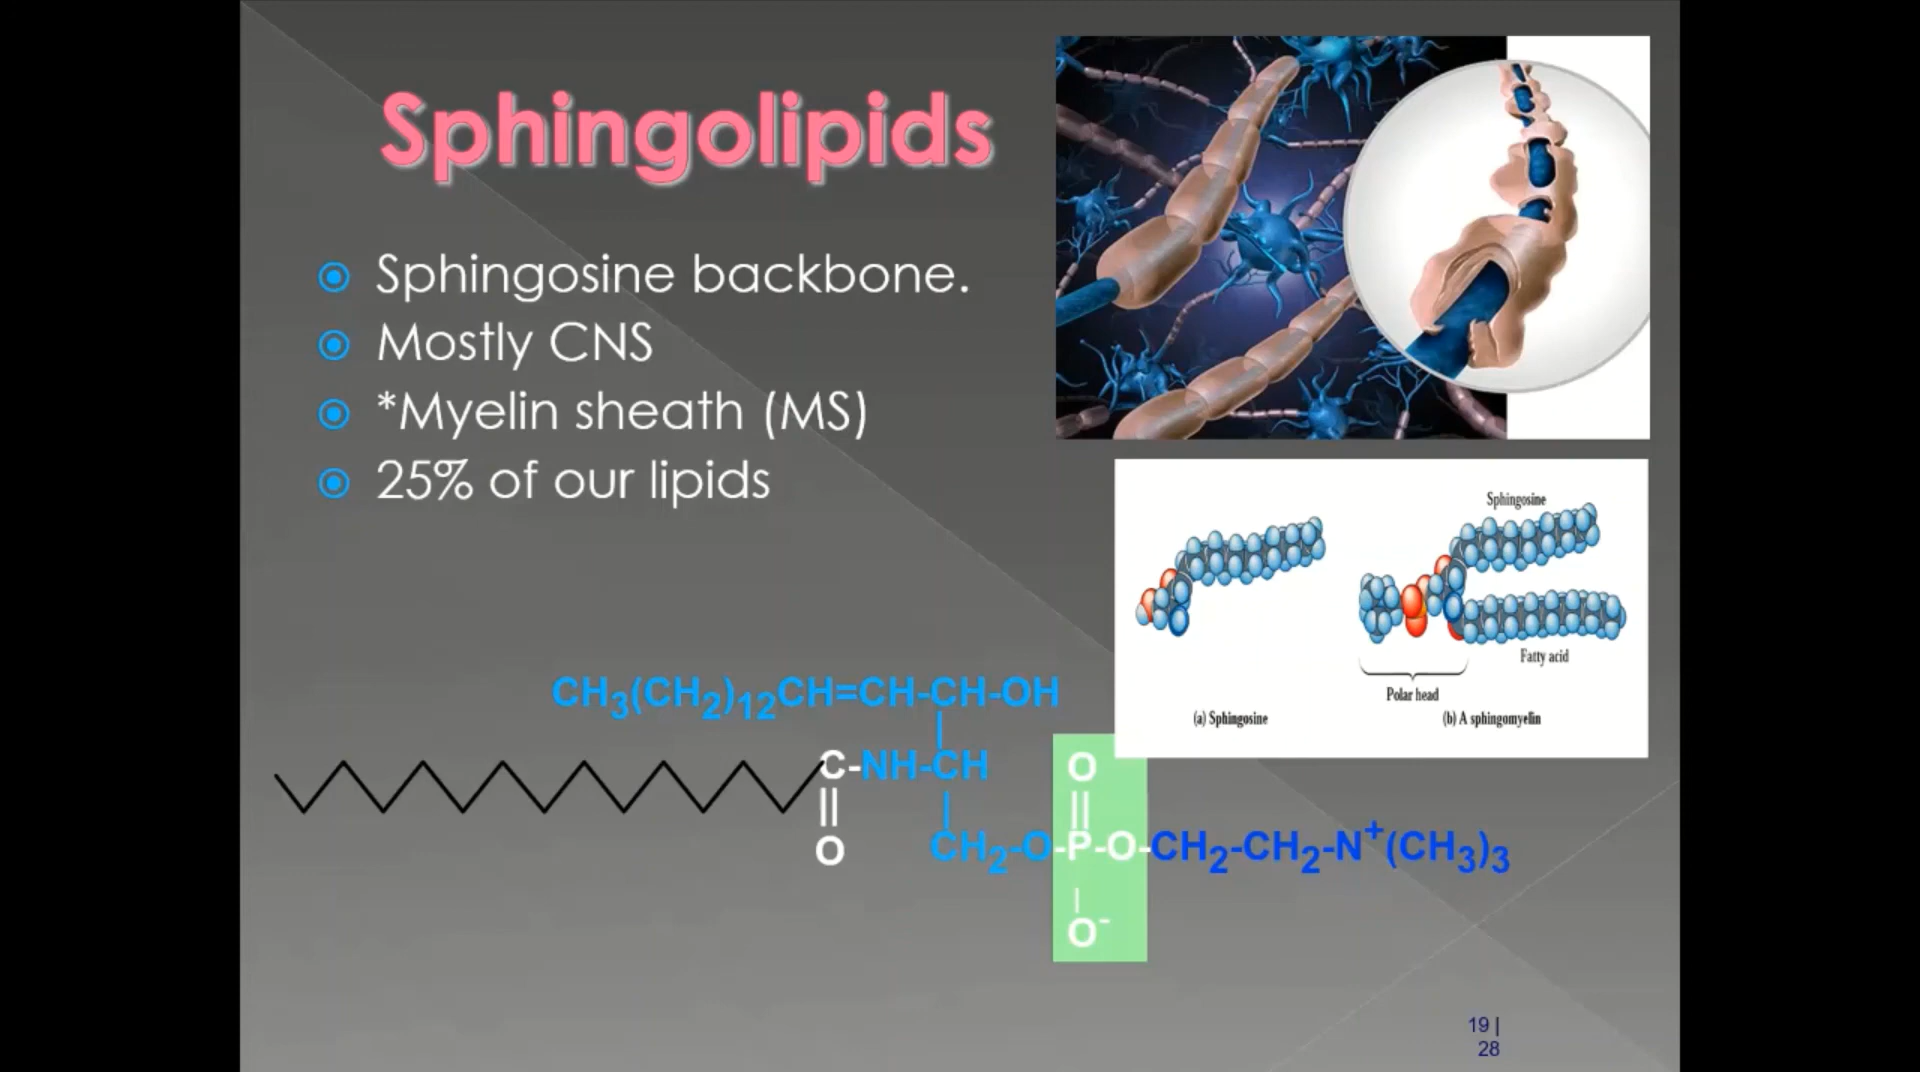 Sphingolipids
Sphingosine backbone.
Mostly CNS
*Myelin sheath (MS)
25% of our lipids
Sphingosine
Fatty acid
Polar head
(a) Sphingosine
(b) A sphingomyelin
CH3(CH2)12CH=CH-CH-OH
C-NH-CH
O
O
CH2-O-P-O-CH2-CH2-N+(CH3)3
O-
19 |
28